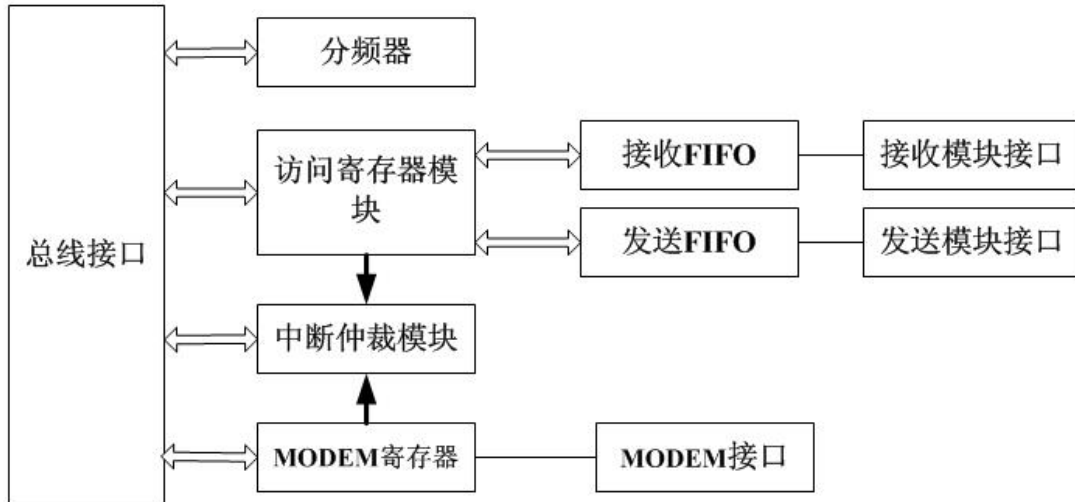 总线接口
分频器
访问寄存器模
块
接收FIFO
接收模块接口
发送FIFO
发送模块接口
中断仲裁模块
MODEM寄存器
MODEM接口